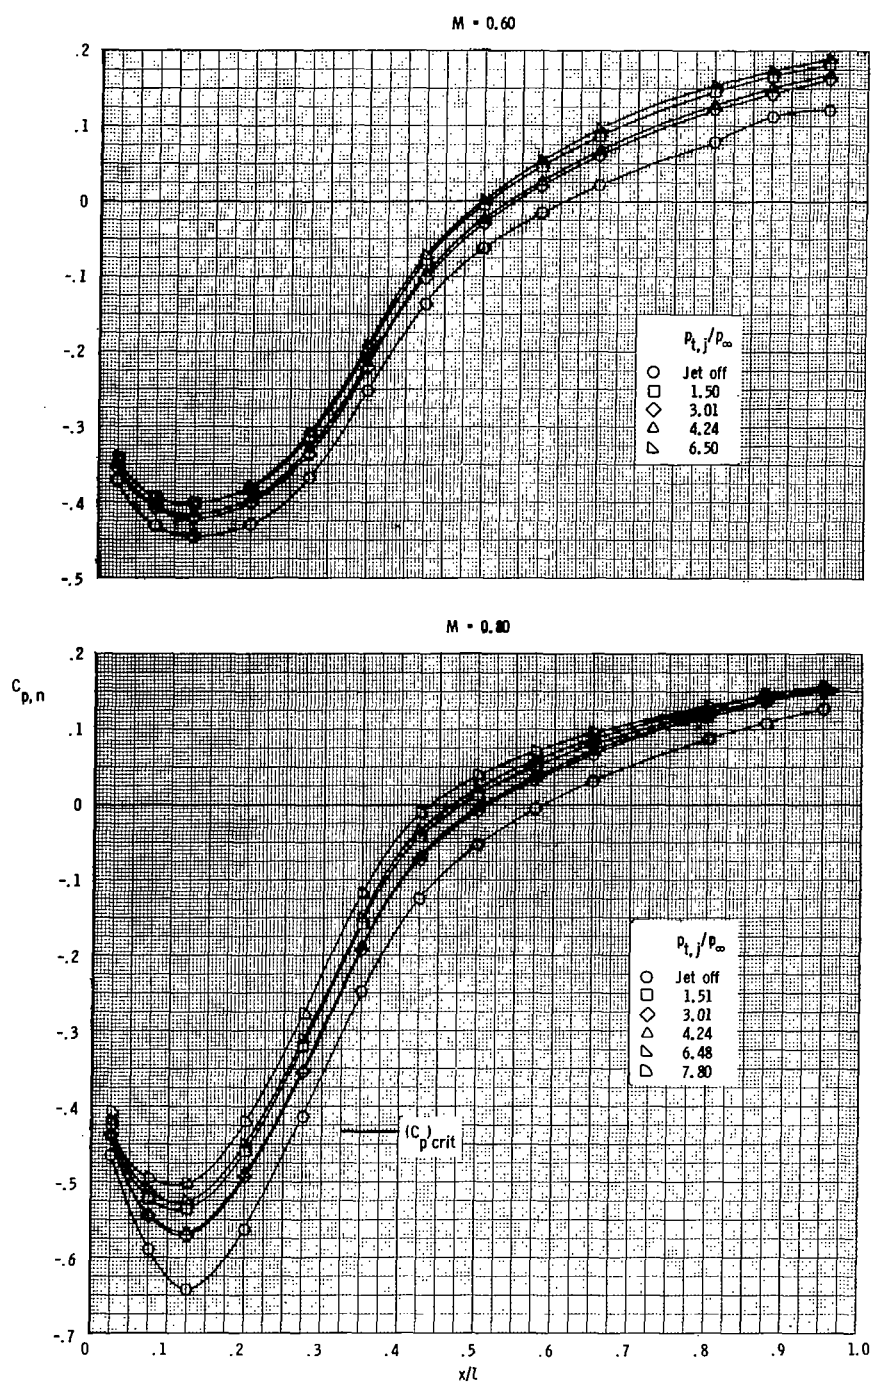 M = 0.60
.2
.1
0
-.1
-.2
-.3
-.4
-.5
p_{t,j}/p_∞
Jet off
1.50
3.01
4.24
6.50
M = 0.80
C_{p,n}
.2
.1
0
-.1
-.2
-.3
-.4
-.5
-.6
-.7
p_{t,j}/p_∞
Jet off
1.51
3.01
4.24
6.48
7.80
(C_p)_{crit}
0 .1 .2 .3 .4 .5 .6 .7 .8 .9 1.0
x/l